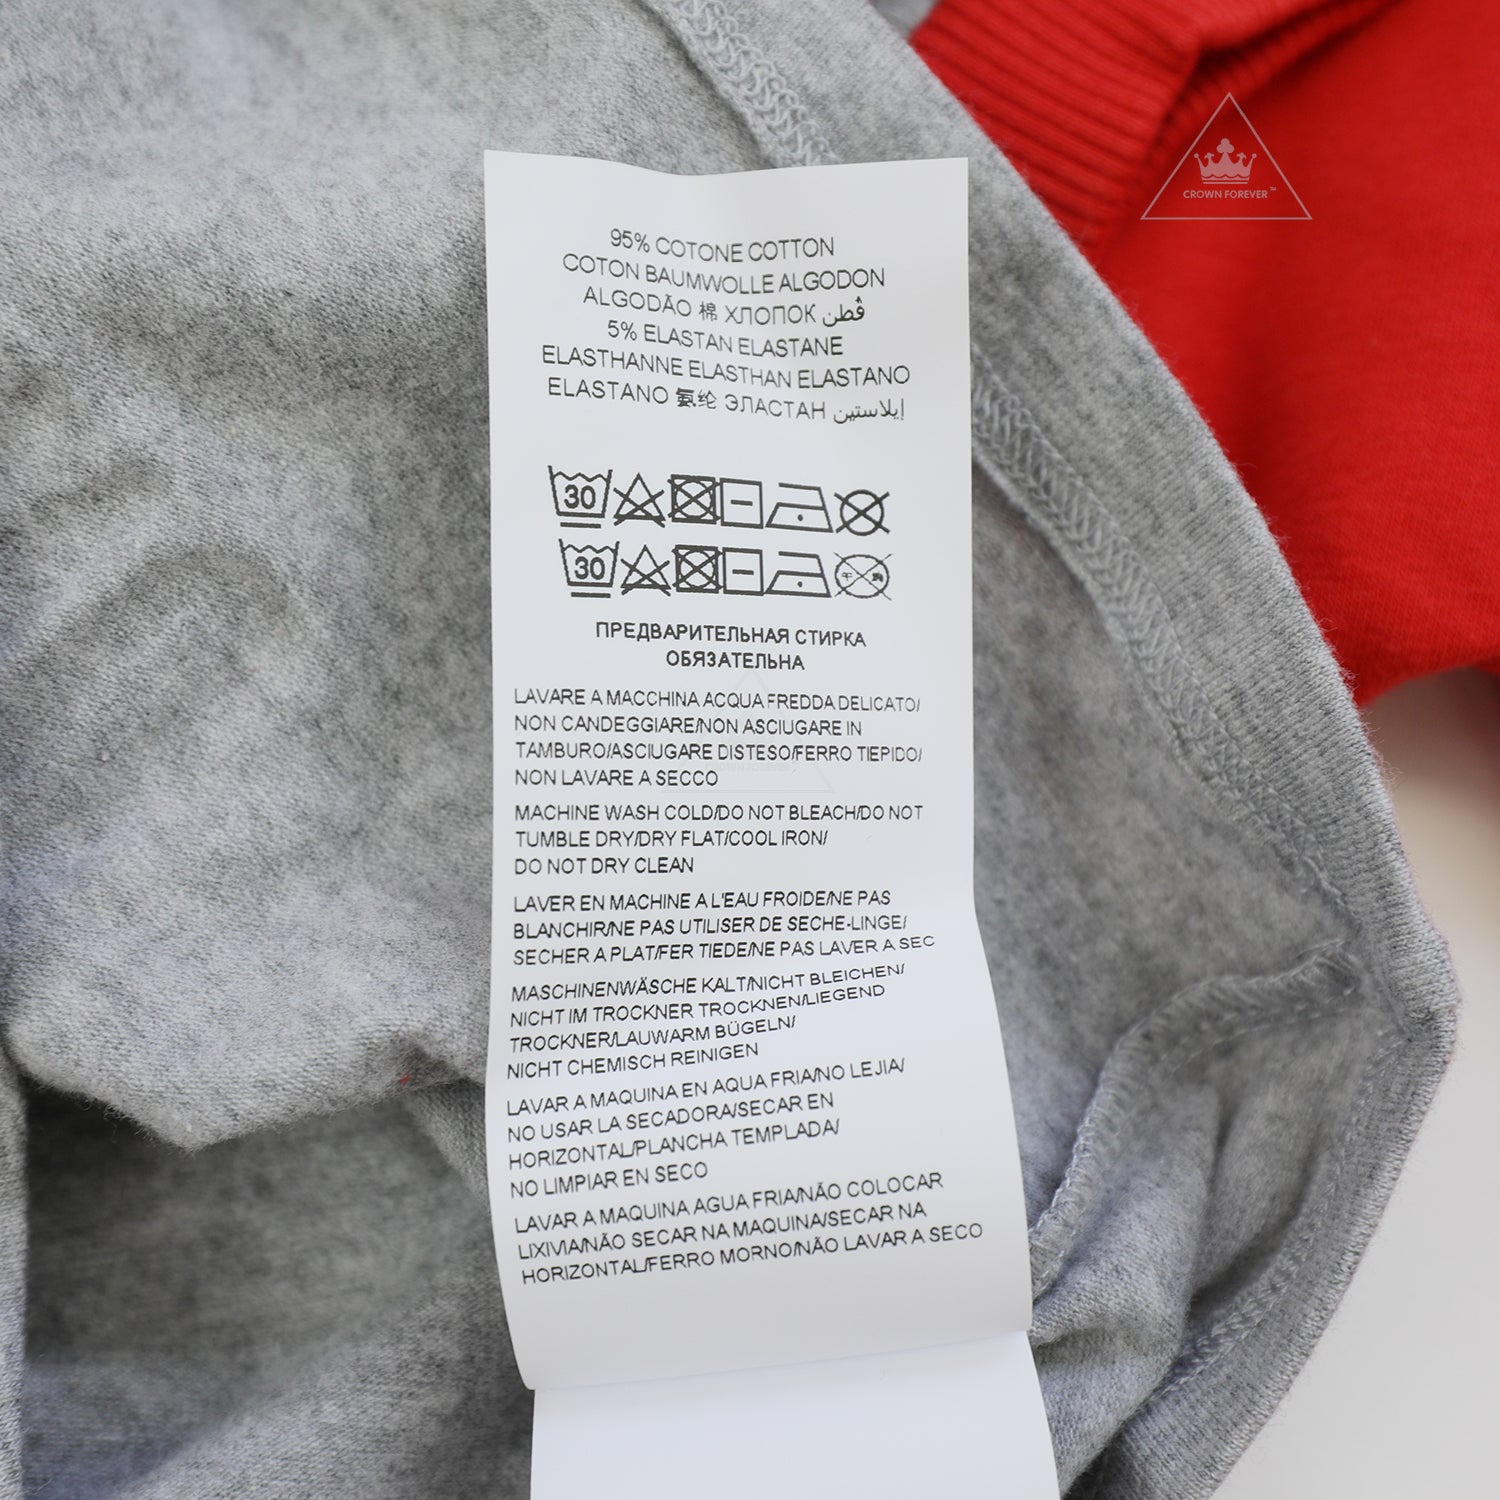 95% COTONE COTTON
COTON BAUMWOLLE ALGODON
ALGODÃO 棉 ХЛОПОК قطن
5% ELASTAN ELASTANE
ELASTHANNE ELASTHAN ELASTANO
ELASTANO 氨纶 ЭЛАСТАН إيلاستين
30
30
干洗
ПРЕДВАРИТЕЛЬНАЯ СТИРКА
ОБЯЗАТЕЛЬНА
LAVARE A MACCHINA ACQUA FREDDA DELICATO/
NON CANDEGGIARE/NON ASCIUGARE IN
TAMBURO/ASCIUGARE DISTESO/FERRO TIEPIDO/
NON LAVARE A SECCO
MACHINE WASH COLD/DO NOT BLEACH/DO NOT
TUMBLE DRY/DRY FLAT/COOL IRON/
DO NOT DRY CLEAN
LAVER EN MACHINE A L'EAU FROIDE/NE PAS
BLANCHIR/NE PAS UTILISER DE SECHE-LINGE/
SECHER A PLAT/FER TIEDE/NE PAS LAVER A SEC
MASCHINENWÄSCHE KALT/NICHT BLEICHEN/
NICHT IM TROCKNER TROCKNEN/LIEGEND
TROCKNER/LAUWARM BÜGELN/
NICHT CHEMISCH REINIGEN
LAVAR A MAQUINA EN AQUA FRIA/NO LEJIA/
NO USAR LA SECADORA/SECAR EN
HORIZONTAL/PLANCHA TEMPLADA/
NO LIMPIAR EN SECO
LAVAR A MAQUINA AGUA FRIA/NÃO COLOCAR
LIXIVIA/NÃO SECAR NA MAQUINA/SECAR NA
HORIZONTAL/FERRO MORNO/NÃO LAVAR A SECO
CROWN FOREVER™
CROWN FOREVER